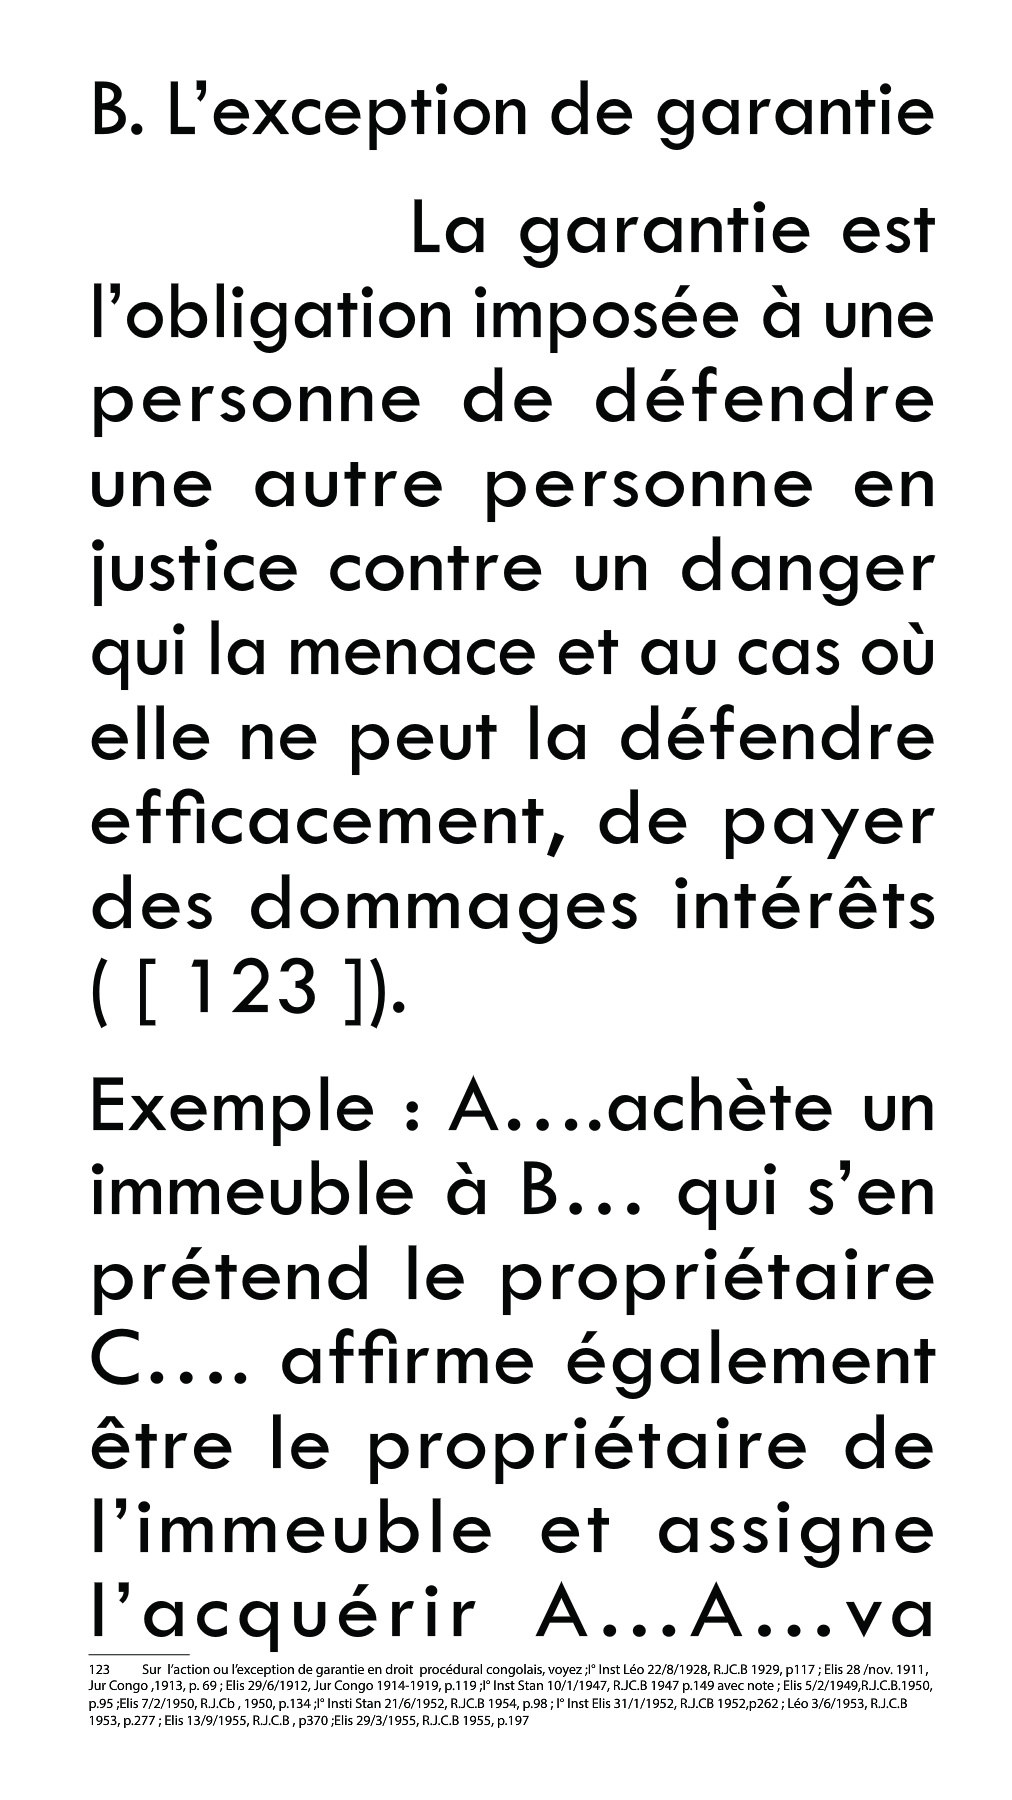 B. L’exception de garantie
La garantie est
l’obligation imposée à une
personne de défendre
une autre personne en
justice contre un danger
qui la menace et au cas où
elle ne peut la défendre
efficacement, de payer
des dommages intérêts
( [ 123 ]).
Exemple : A….achète un
immeuble à B… qui s’en
prétend le propriétaire
C…. affirme également
être le propriétaire de
l’immeuble et assigne
l’acquérir A…A…va
123 Sur l’action ou l’exception de garantie en droit procédural congolais, voyez ;I° Inst Léo 22/8/1928, R.JC.B 1929, p117 ; Elis 28 /nov. 1911,
Jur Congo ,1913, p. 69 ; Elis 29/6/1912, Jur Congo 1914-1919, p.119 ;I° Inst Stan 10/1/1947, R.JC.B 1947 p.149 avec note ; Elis 5/2/1949,R.J.C.B.1950,
p.95 ;Elis 7/2/1950, R.J.Cb , 1950, p.134 ;I° Insti Stan 21/6/1952, R.JC.B 1954, p.98 ; I° Inst Elis 31/1/1952, R.J.CB 1952,p262 ; Léo 3/6/1953, R.J.C.B
1953, p.277 ; Elis 13/9/1955, R.J.C.B , p370 ;Elis 29/3/1955, R.J.C.B 1955, p.197